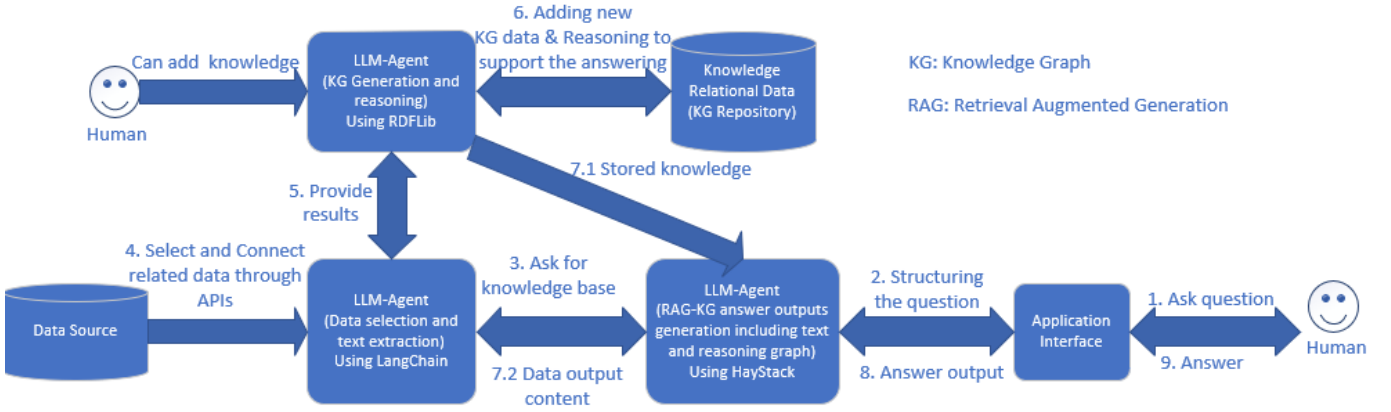 Can add  knowledge
Human
LLM-Agent
(KG Generation and
reasoning)
Using RDFLib
6. Adding new
KG data & Reasoning to
support the answering
Knowledge
Relational Data
(KG Repository)
KG: Knowledge Graph
RAG: Retrieval Augmented Generation
5. Provide
results
7.1 Stored knowledge
4. Select and Connect
related data through
APIs
Data Source
LLM-Agent
(Data selection and
text extraction)
Using LangChain
3. Ask for
knowledge base
7.2 Data output
content
LLM-Agent
(RAG-KG answer outputs
generation including text
and reasoning graph)
Using HayStack
2. Structuring
the question
8. Answer output
Application
Interface
1. Ask question
9. Answer
Human